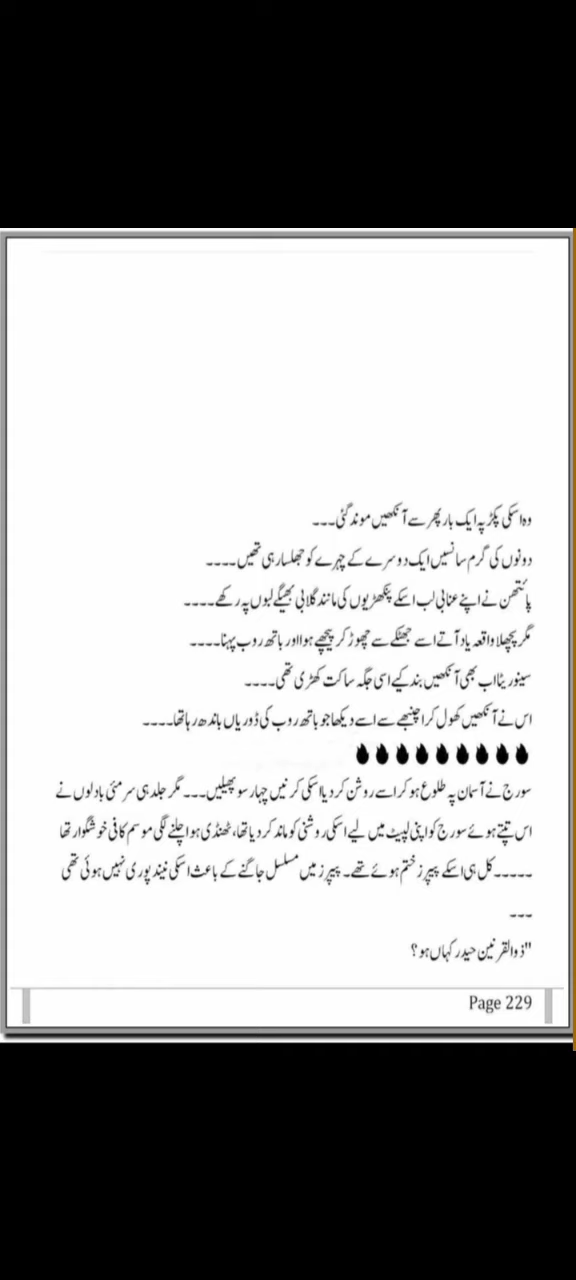 وہ اسکی پکڑ پہ ایک بار پھر سے آنکھیں موند گئی۔۔۔
دونوں کی گرم سانسیں ایک دوسرے کے چہرے کو جھلسا رہی تھیں۔۔۔۔
پائتھن نے اپنے عنابی لب اسکے پنکھڑیوں کی مانند گلابی بھیگے لبوں پہ رکھے۔۔۔۔
مگر پچھلا واقعہ یاد آتے اسے جھٹکے سے چھوڑ کر پیچھے ہوا اور باتھ روب پہنا۔۔۔۔
سینوریٹا اب بھی آنکھیں بند کیے اسی جگہ ساکت کھڑی تھی۔۔۔۔
اس نے آنکھیں کھول کر اچنبھے سے اسے دیکھا جو باتھ روب کی ڈوریاں باندھ رہا تھا۔۔۔۔
سورج نے آسمان پہ طلوع ہو کر اسے روشن کر دیا اسکی کرنیں چہار سو پھیلیں۔۔۔ مگر جلد ہی سرمئی بادلوں نے
اس تپتے ہوئے سورج کو اپنی لپیٹ میں لیے اسکی روشنی کو ماند کر دیا تھا، ٹھنڈی ہوا چلنے لگی موسم کافی خوشگوار تھا
۔۔۔۔۔ کل ہی اسکے پیپرز ختم ہوئے تھے۔ پیپرز میں مسلسل جاگنے کے باعث اسکی نیند پوری نہیں ہوئی تھی
۔۔۔
"ذوالقرنین حیدر کہاں ہو؟
Page 229